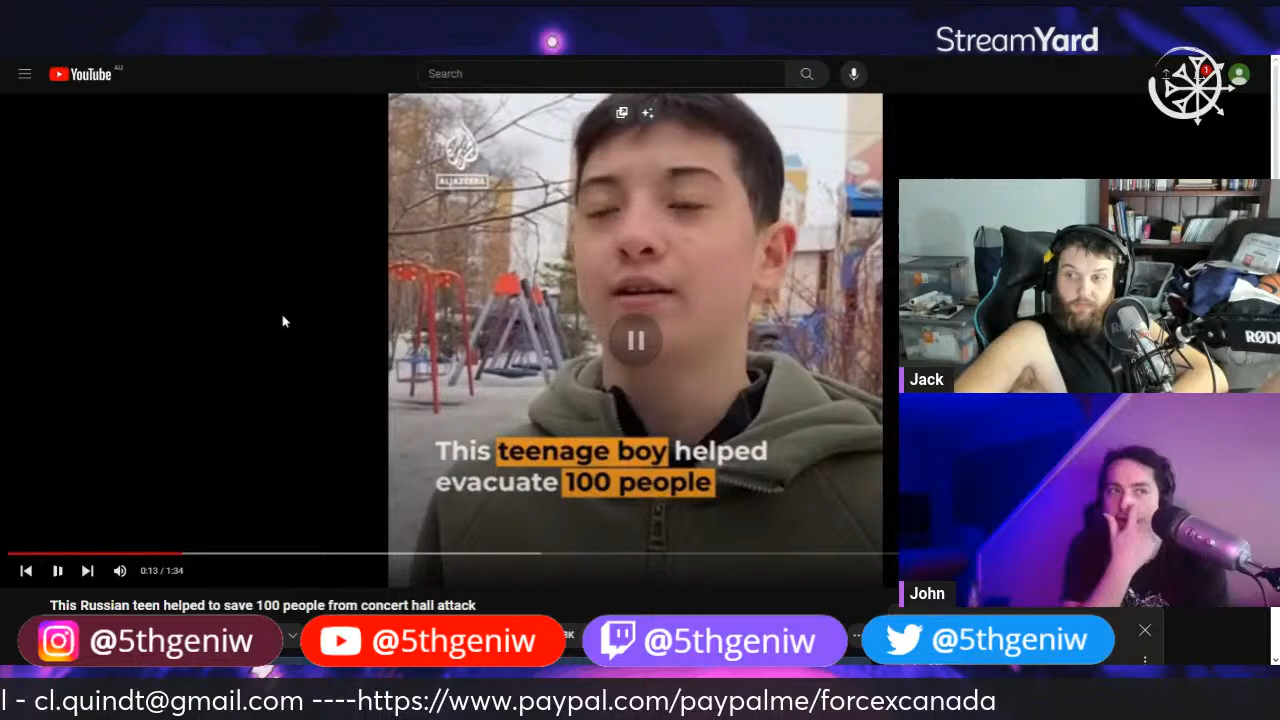 StreamYard
YouTube AU
Search
1
ALJAZEERA
This teenage boy helped
evacuate 100 people
0:13 / 1:34
RØDE
Jack
John
This Russian teen helped to save 100 people from concert hall attack
@5thgeniw
@5thgeniw
@5thgeniw
@5thgeniw
l - cl.quindt@gmail.com ----https://www.paypal.com/paypalme/forcexcanada